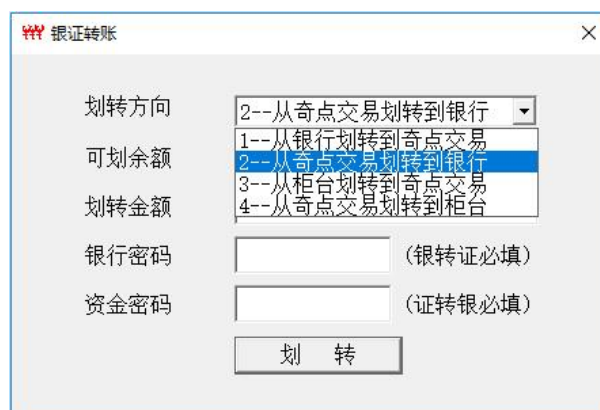 银证转账
划转方向
2--从奇点交易划转到银行
1--从银行划转到奇点交易
2--从奇点交易划转到银行
可划余额
3--从柜台划转到奇点交易
4--从奇点交易划转到柜台
划转金额
银行密码 (银转证必填)
资金密码 (证转银必填)
划 转